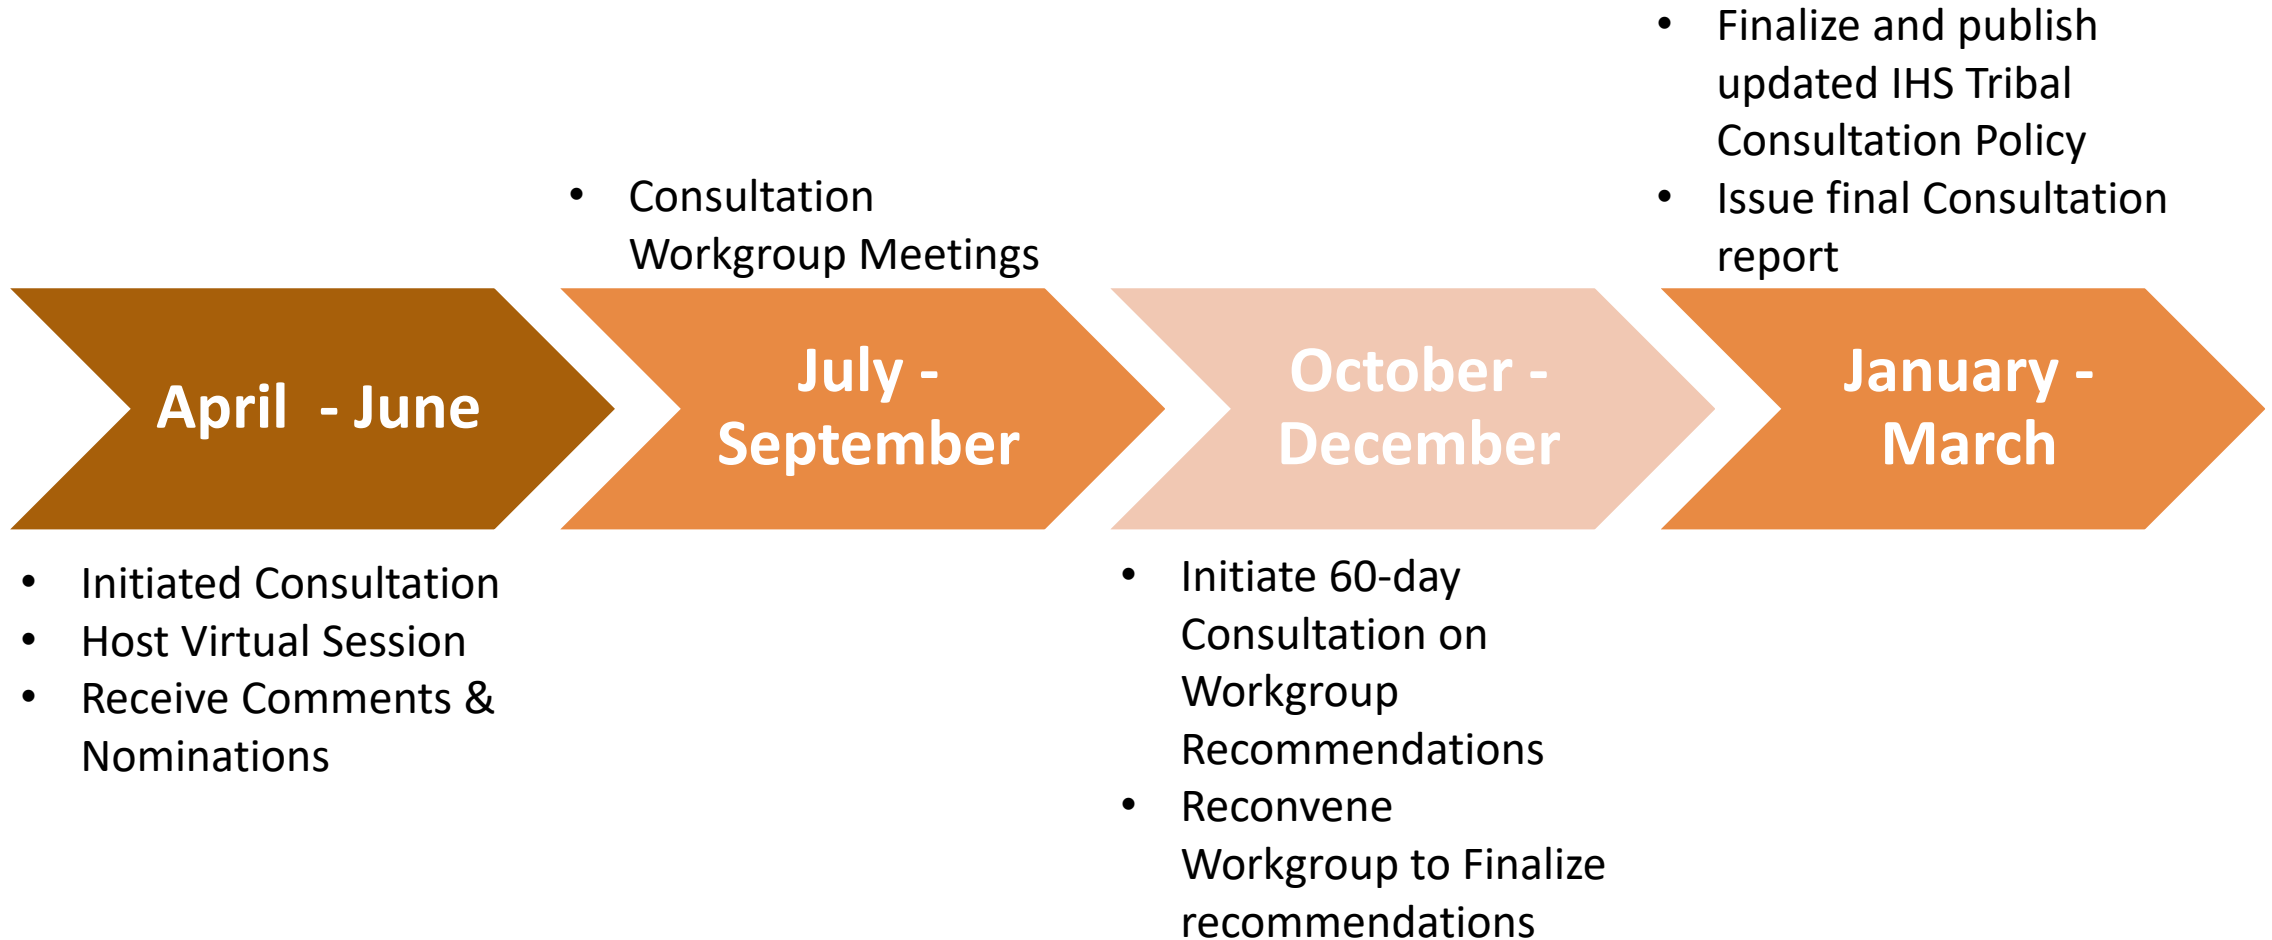 April - June
• Initiated Consultation
• Host Virtual Session
• Receive Comments &
Nominations
• Consultation
Workgroup Meetings
July -
September
October -
December
• Initiate 60-day
Consultation on
Workgroup
Recommendations
• Reconvene
Workgroup to Finalize
recommendations
• Finalize and publish
updated IHS Tribal
Consultation Policy
• Issue final Consultation
report
January -
March